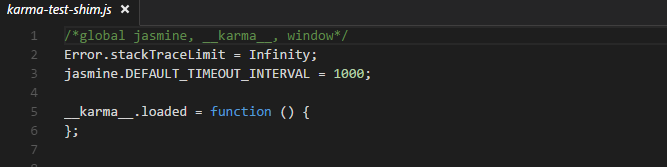 karma-test-shim.js ×
1 /*global jasmine, __karma__, window*/
2 Error.stackTraceLimit = Infinity;
3 jasmine.DEFAULT_TIMEOUT_INTERVAL = 1000;
4
5 __karma__.loaded = function () {
6 };
7
8